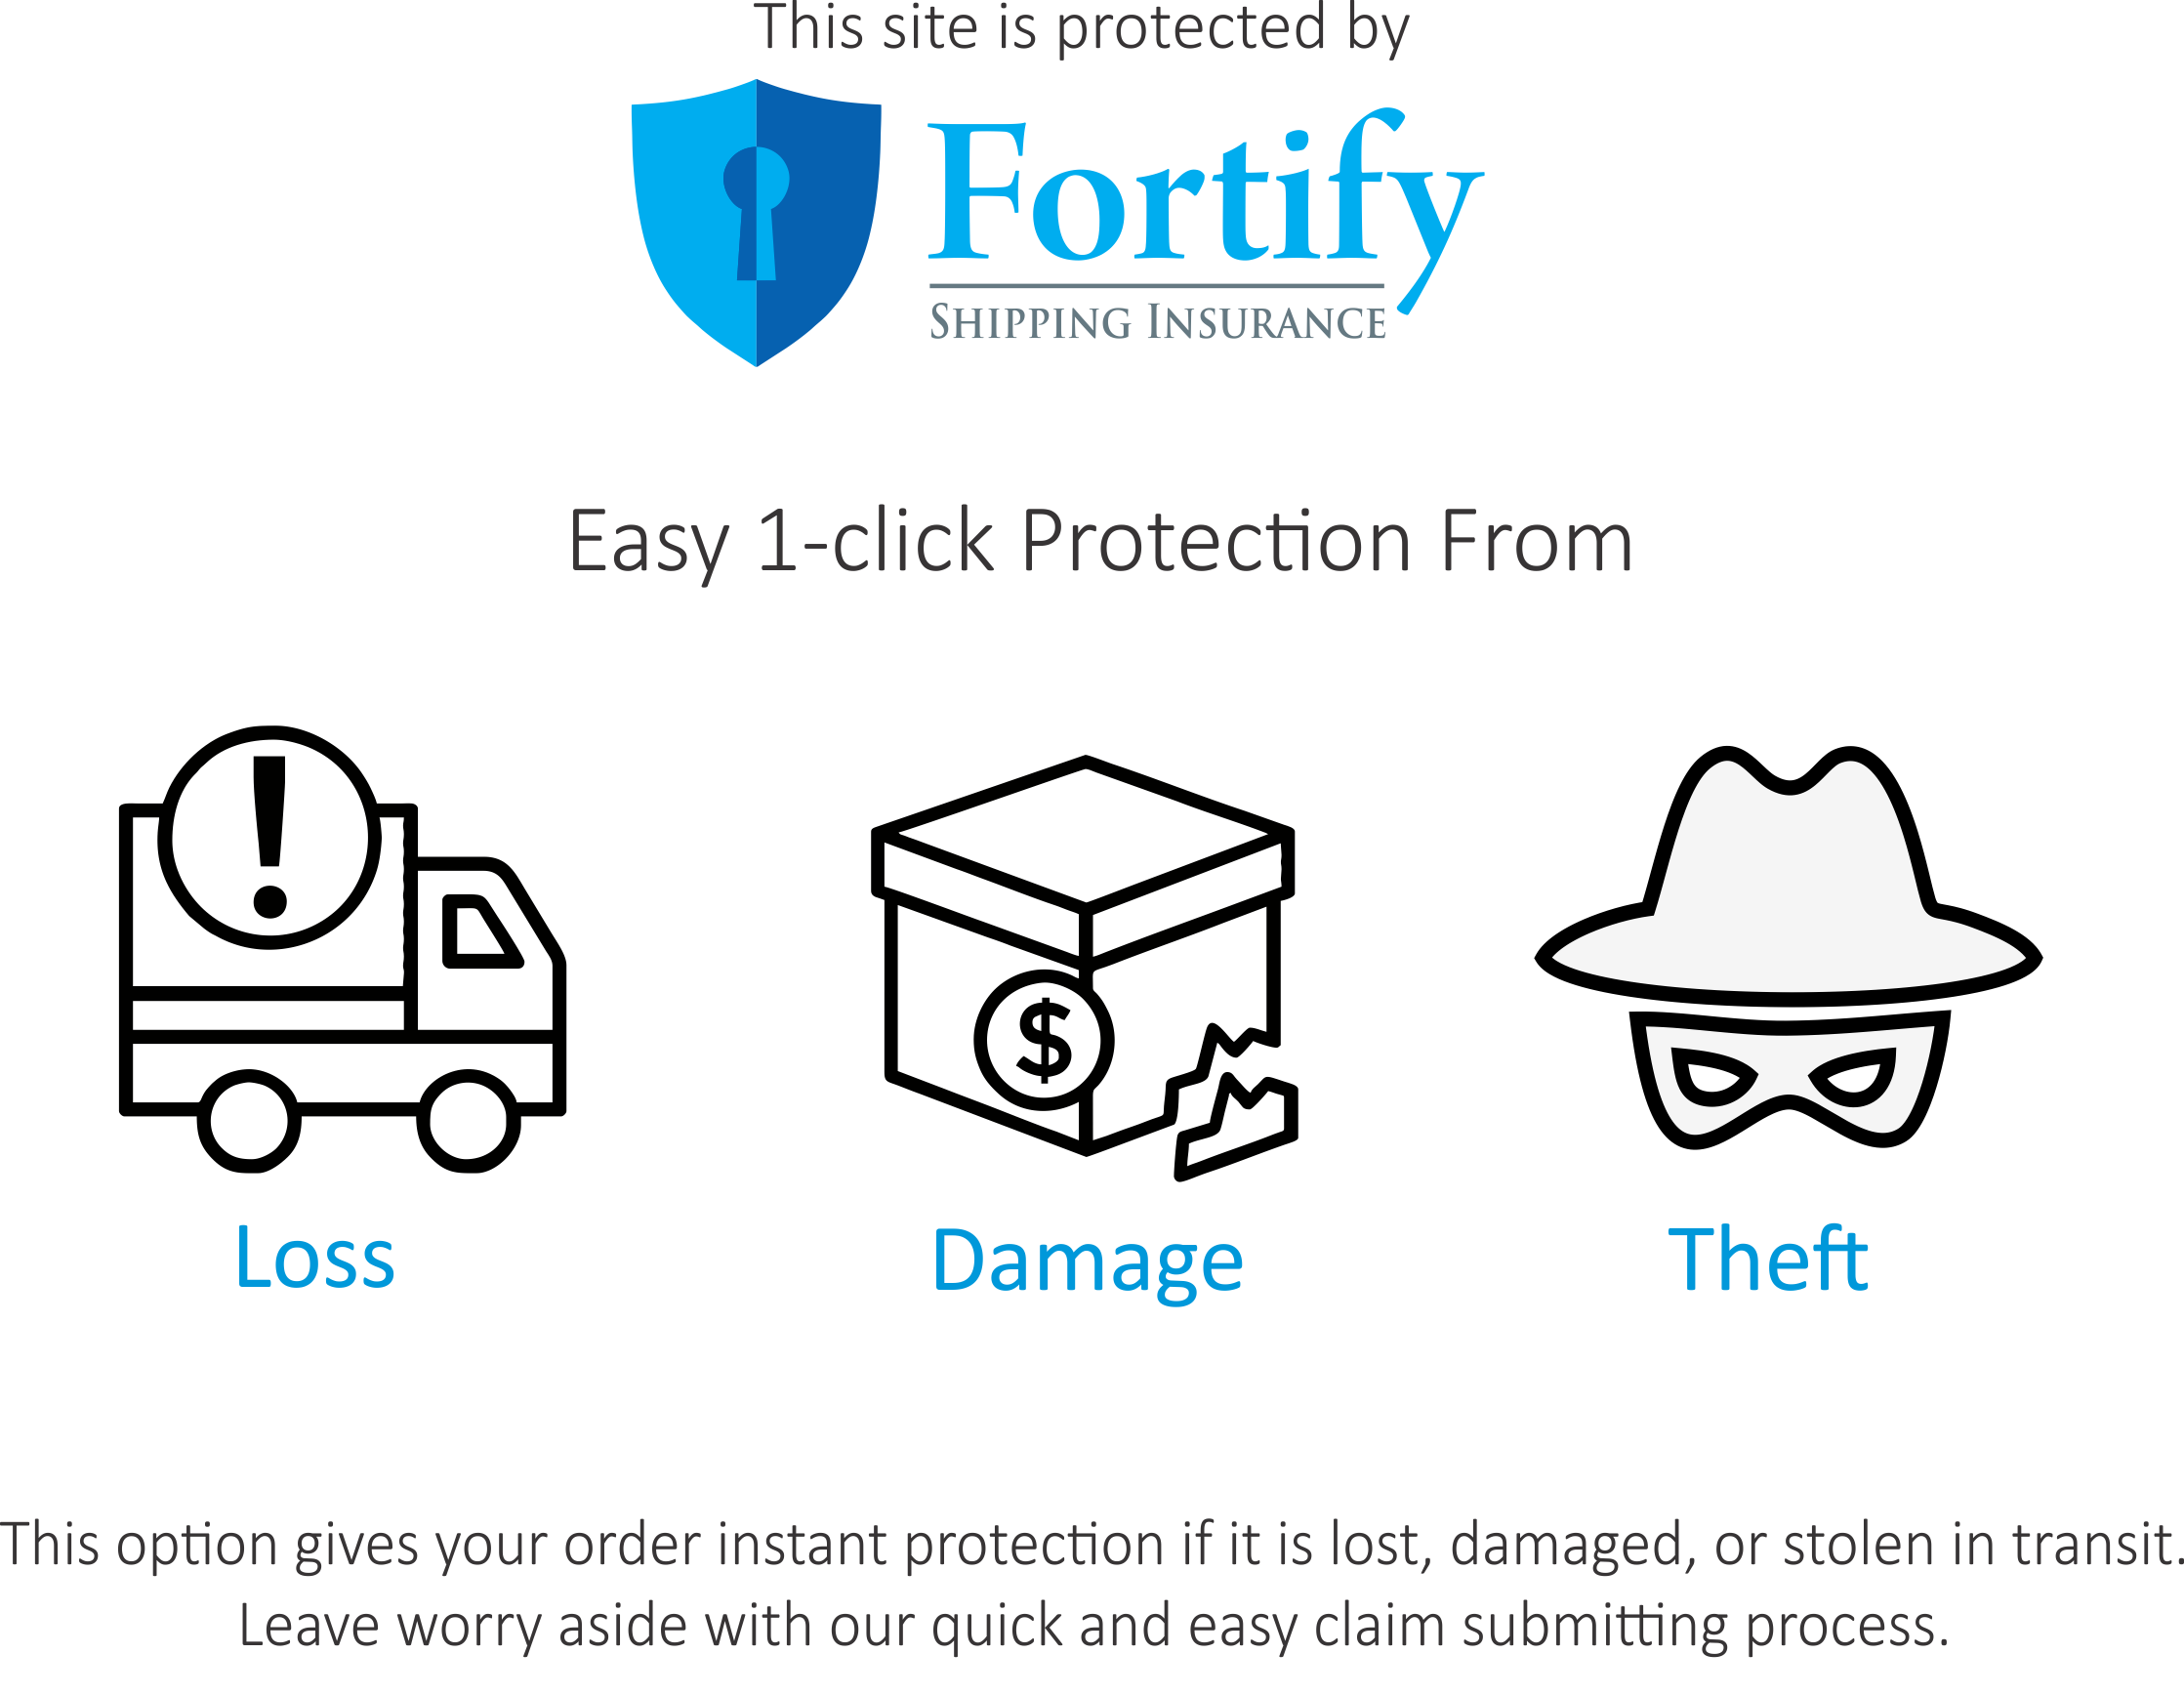 This site is protected by
Fortify
SHIPPING INSURANCE
Easy 1-click Protection From
!
$
Loss
Damage
Theft
This option gives your order instant protection if it is lost, damaged, or stolen in transit.
Leave worry aside with our quick and easy claim submitting process.